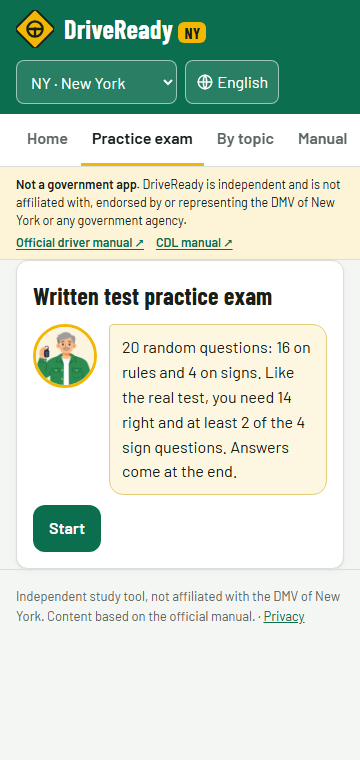 DriveReady NY
NY · New York
English
Home Practice exam By topic Manual
Not a government app. DriveReady is independent and is not
affiliated with, endorsed by or representing the DMV of New
York or any government agency.
Official driver manual ↗ CDL manual ↗
Written test practice exam
20 random questions: 16 on
rules and 4 on signs. Like
the real test, you need 14
right and at least 2 of the 4
sign questions. Answers
come at the end.
Start
Independent study tool, not affiliated with the DMV of New
York. Content based on the official manual. · Privacy